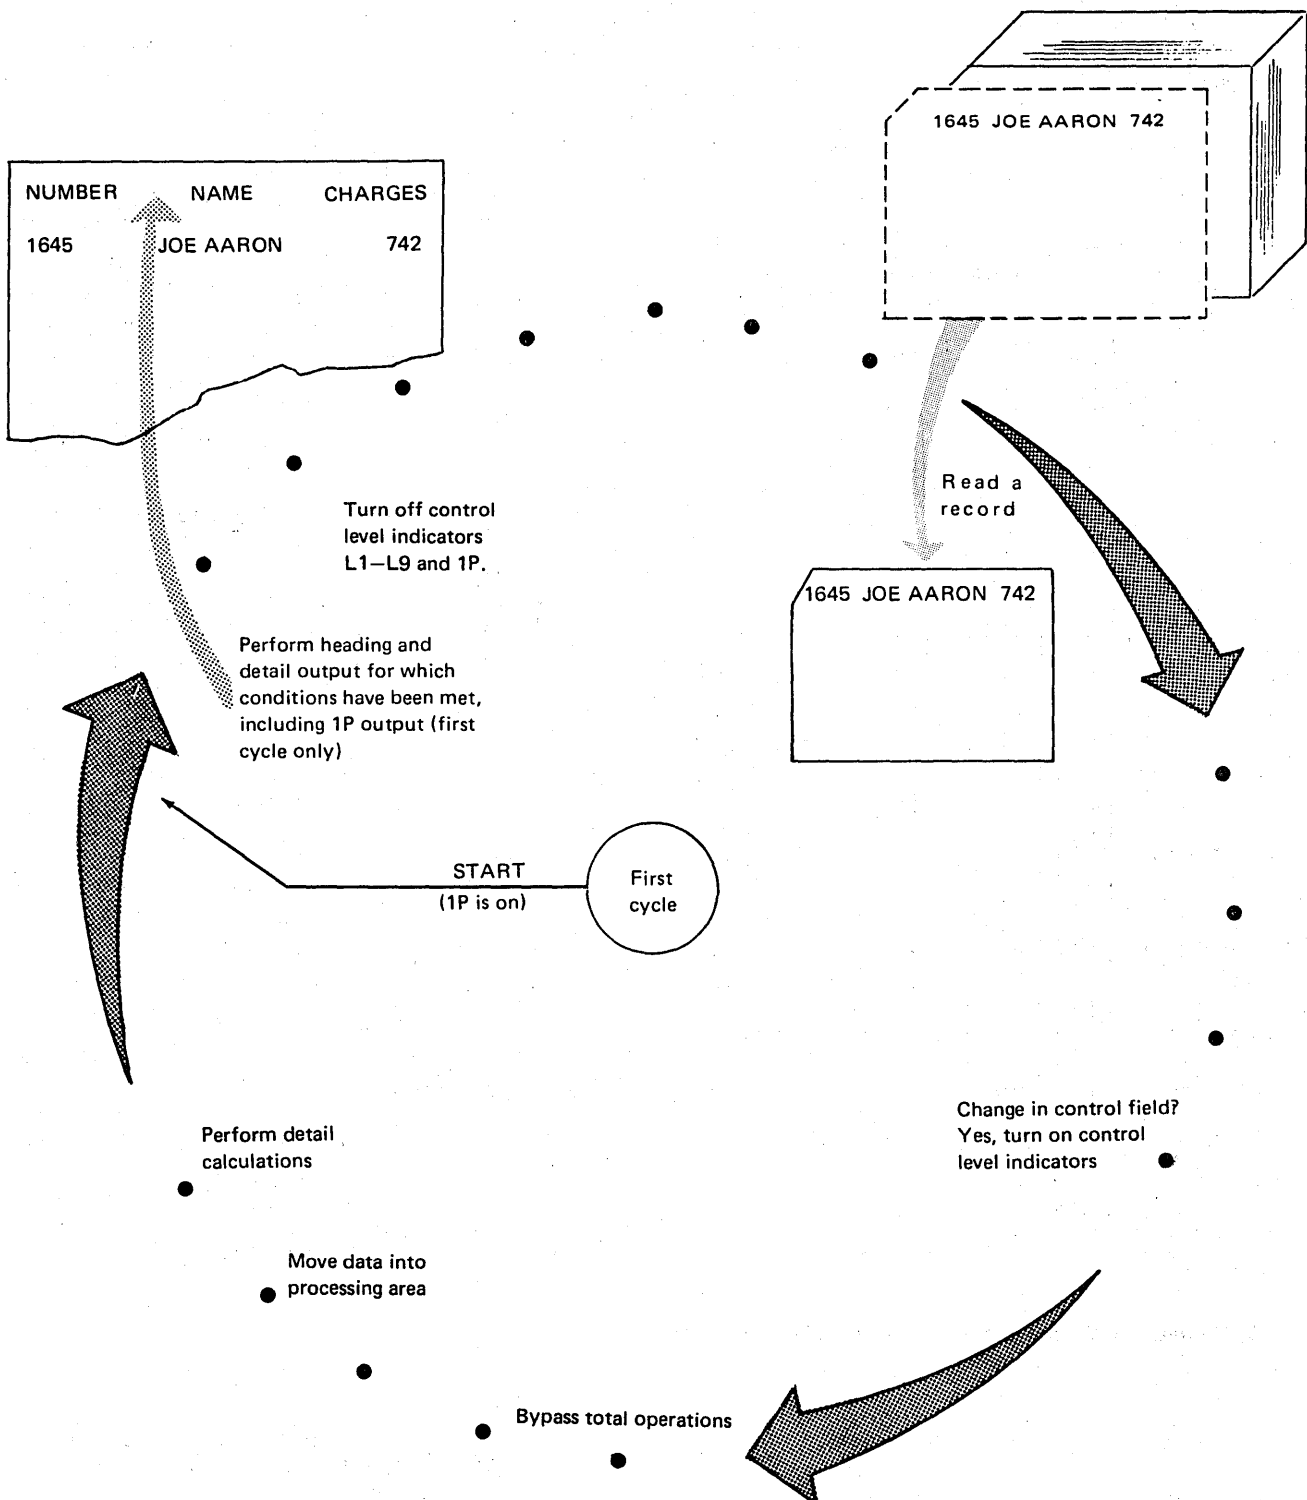 1645 JOE AARON 742
NUMBER NAME CHARGES
1645 JOE AARON 742
Turn off control
level indicators
L1–L9 and 1P.
Read a
record
1645 JOE AARON 742
Perform heading and
detail output for which
conditions have been met,
including 1P output (first
cycle only)
START
(1P is on)
First
cycle
Change in control field?
Yes, turn on control
level indicators
Perform detail
calculations
Move data into
processing area
Bypass total operations